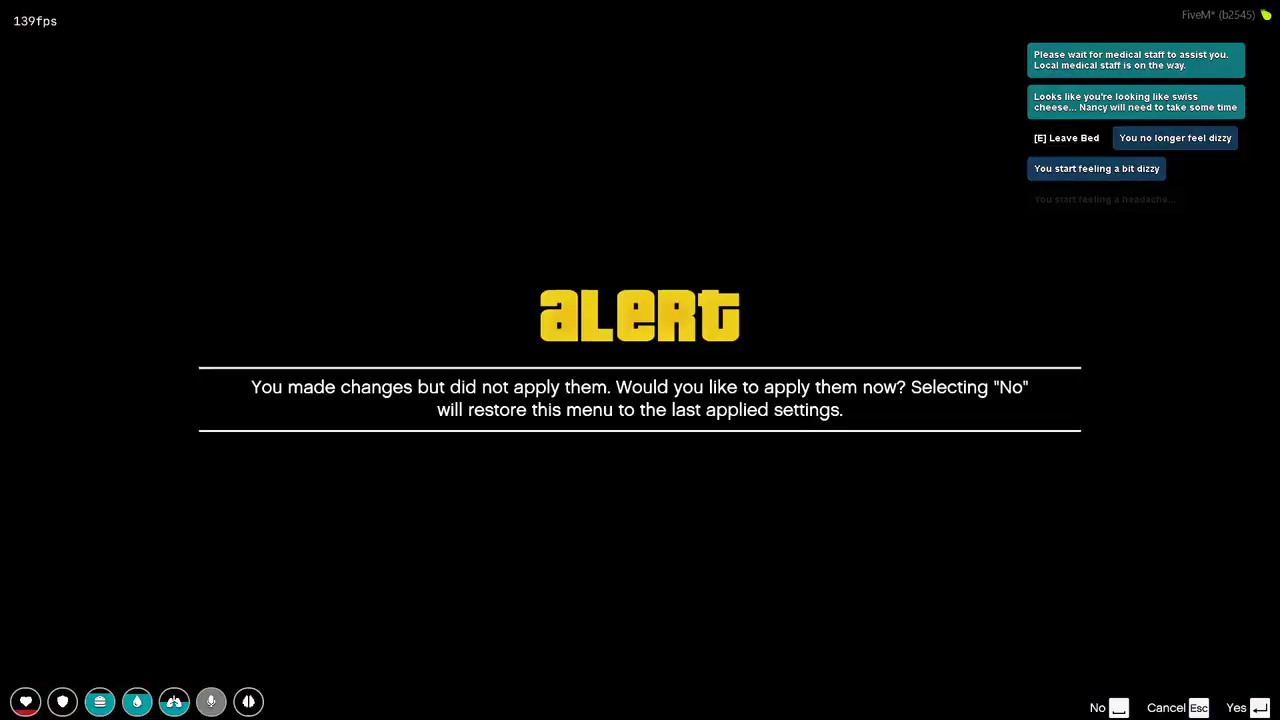 139fps
FiveM* (b2545)
Please wait for medical staff to assist you.
Local medical staff is on the way.
Looks like you're looking like swiss
cheese... Nancy will need to take some time
[E] Leave Bed
You no longer feel dizzy
You start feeling a bit dizzy
You start feeling a headache...
alert
You made changes but did not apply them. Would you like to apply them now? Selecting "No"
will restore this menu to the last applied settings.
No
Cancel Esc
Yes